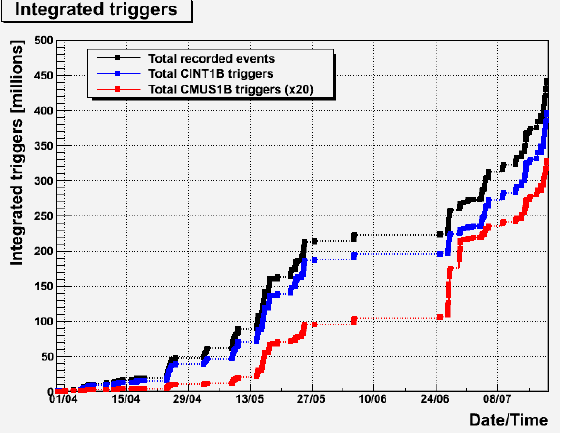 Integrated triggers
Integrated triggers [millions]
500
450
400
350
300
250
200
150
100
50
0
Total recorded events
Total CINT1B triggers
Total CMUS1B triggers (x20)
01/04 15/04 29/04 13/05 27/05 10/06 24/06 08/07
Date/Time